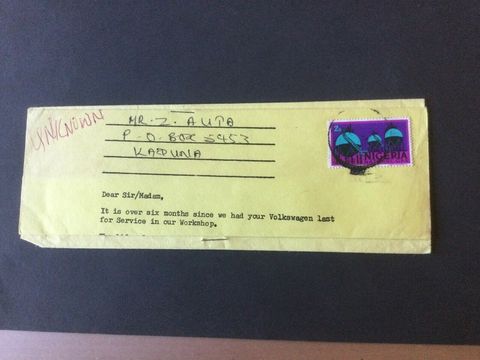 UNKNOWN
MR. Z. AUTA
P.O. BOX 5453
KADUNA
2k
NIGERIA
Dear Sir/Madam,
It is over six months since we had your Volkswagen last
for Service in our Workshop.